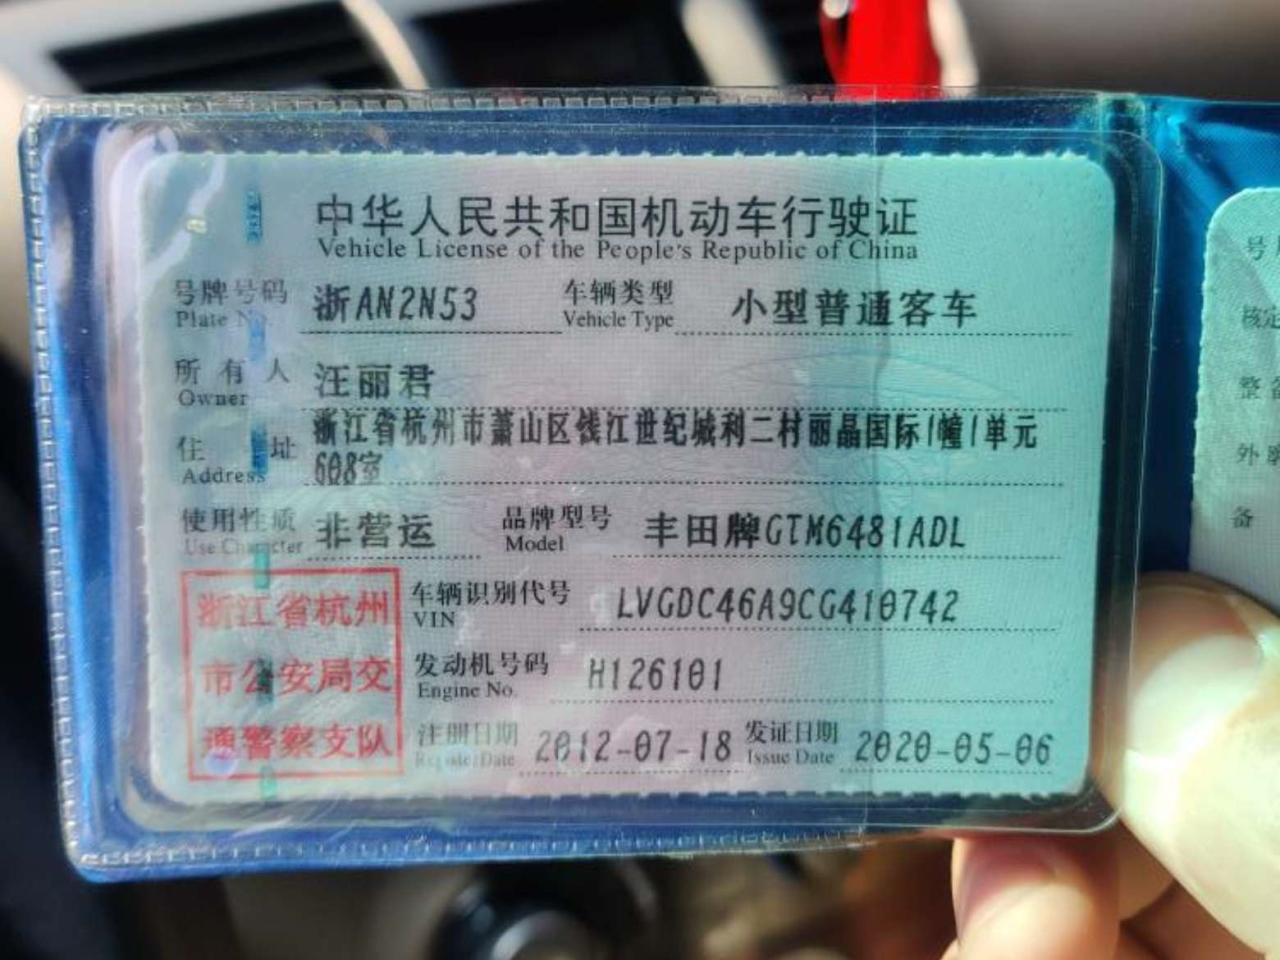 中华人民共和国机动车行驶证
Vehicle License of the People's Republic of China
号牌号码 浙AN2N53 车辆类型 小型普通客车
Plate No. Vehicle Type
所有人 汪丽君
Owner
浙江省杭州市萧山区钱江世纪城利二村丽晶国际1幢1单元
住址 608室
Address
使用性质 非营运 品牌型号 丰田牌GTM6481ADL
Use Character Model
浙江省杭州
市公安局交
通警察支队
车辆识别代号 LVGDC46A9CG410742
VIN
发动机号码 H126101
Engine No.
注册日期 2012-07-18 发证日期 2020-05-06
Register Date Issue Date
号
核定
整备
外廓
备